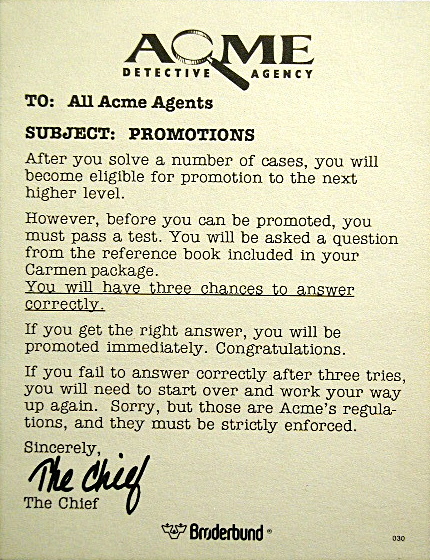 ACME
DETECTIVE AGENCY
TO: All Acme Agents
SUBJECT: PROMOTIONS
After you solve a number of cases, you will
become eligible for promotion to the next
higher level.
However, before you can be promoted, you
must pass a test. You will be asked a question
from the reference book included in your
Carmen package.
You will have three chances to answer
correctly.
If you get the right answer, you will be
promoted immediately. Congratulations.
If you fail to answer correctly after three tries,
you will need to start over and work your way
up again. Sorry, but those are Acme's regula-
tions, and they must be strictly enforced.
Sincerely,
The Chief
The Chief
Brøderbund®
030